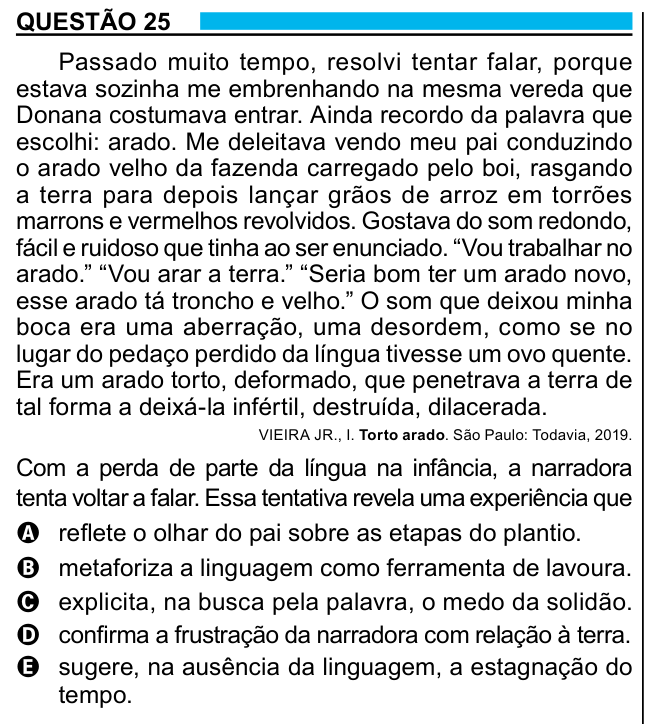 QUESTÃO 25
Passado muito tempo, resolvi tentar falar, porque
estava sozinha me embrenhando na mesma vereda que
Donana costumava entrar. Ainda recordo da palavra que
escolhi: arado. Me deleitava vendo meu pai conduzindo
o arado velho da fazenda carregado pelo boi, rasgando
a terra para depois lançar grãos de arroz em torrões
marrons e vermelhos revolvidos. Gostava do som redondo,
fácil e ruidoso que tinha ao ser enunciado. “Vou trabalhar no
arado.” “Vou arar a terra.” “Seria bom ter um arado novo,
esse arado tá troncho e velho.” O som que deixou minha
boca era uma aberração, uma desordem, como se no
lugar do pedaço perdido da língua tivesse um ovo quente.
Era um arado torto, deformado, que penetrava a terra de
tal forma a deixá-la infértil, destruída, dilacerada.
VIEIRA JR., I. Torto arado. São Paulo: Todavia, 2019.
Com a perda de parte da língua na infância, a narradora
tenta voltar a falar. Essa tentativa revela uma experiência que
A reflete o olhar do pai sobre as etapas do plantio.
B metaforiza a linguagem como ferramenta de lavoura.
C explicita, na busca pela palavra, o medo da solidão.
D confirma a frustração da narradora com relação à terra.
E sugere, na ausência da linguagem, a estagnação do
tempo.